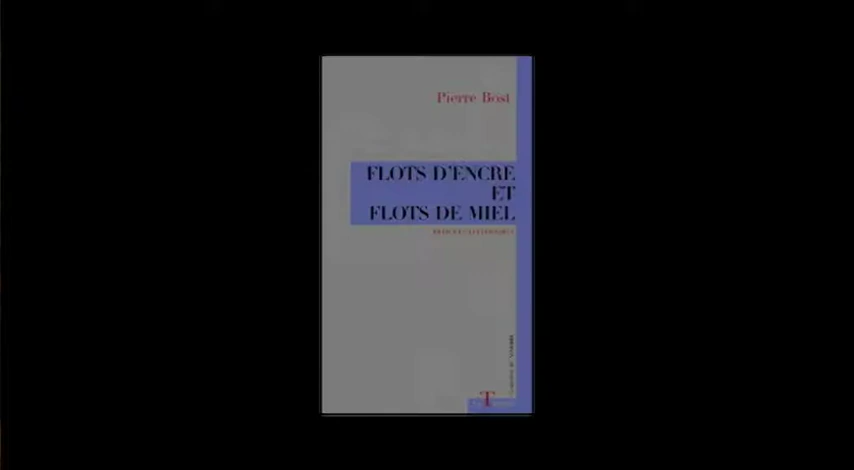 Pierre Bost
FLOTS D'ENCRE
ET
FLOTS DE MIEL
T